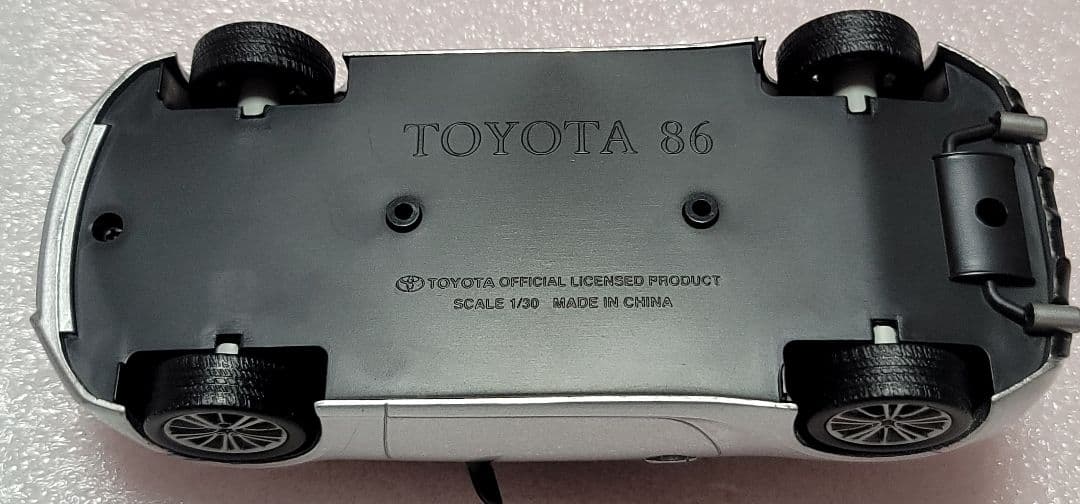 TOYOTA 86
TOYOTA OFFICIAL LICENSED PRODUCT
SCALE 1/30 MADE IN CHINA